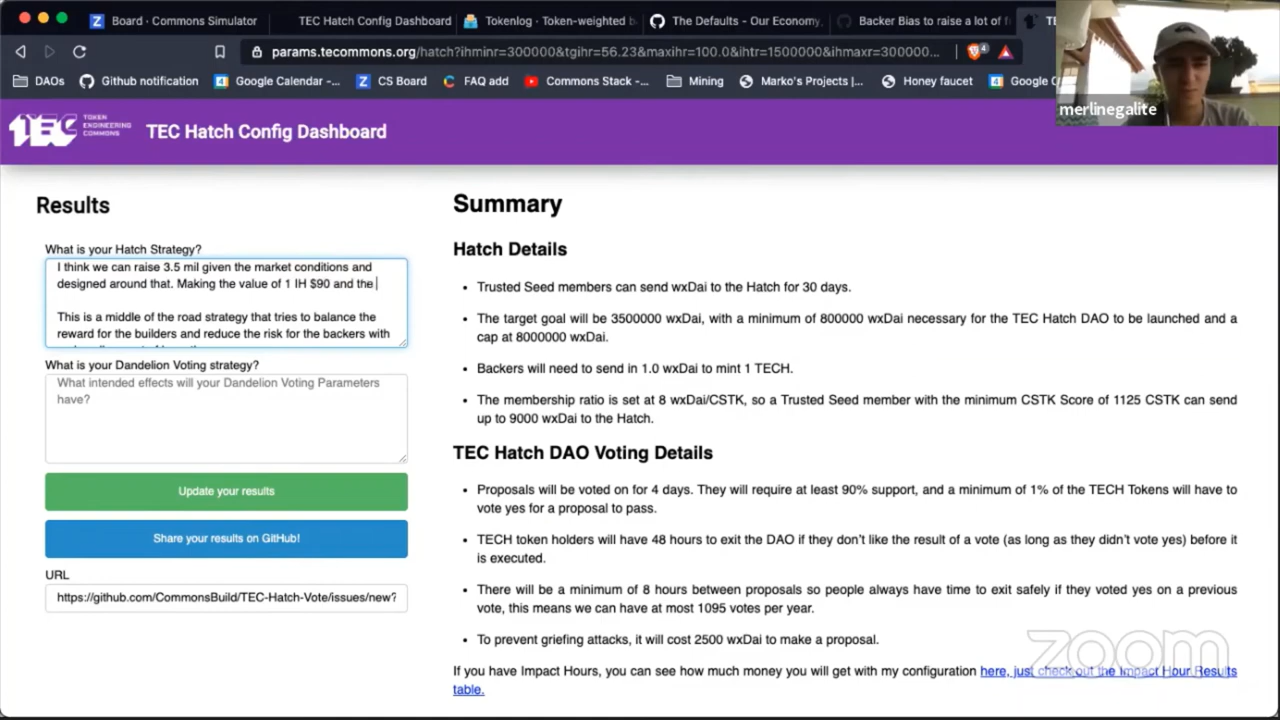 Board · Commons Simulator
TEC Hatch Config Dashboard
Tokenlog · Token-weighted b
The Defaults - Our Economy,
Backer Bias to raise a lot of f
TE
params.tecommons.org/hatch?ihminr=300000&tgihr=56.23&maxihr=100.0&ihtr=1500000&ihmaxr=300000...
4
DAOs
Github notification
Google Calendar -...
CS Board
FAQ add
Commons Stack -...
Mining
Marko's Projects |...
Honey faucet
Google C
merlinegalite
TEC
TOKEN
ENGINEERING
COMMONS
TEC Hatch Config Dashboard
Results
What is your Hatch Strategy?
I think we can raise 3.5 mil given the market conditions and
designed around that. Making the value of 1 IH $90 and the
This is a middle of the road strategy that tries to balance the
reward for the builders and reduce the risk for the backers with
What is your Dandelion Voting strategy?
What intended effects will your Dandelion Voting Parameters
have?
Update your results
Share your results on GitHub!
URL
https://github.com/CommonsBuild/TEC-Hatch-Vote/issues/new?
Summary
Hatch Details
• Trusted Seed members can send wxDai to the Hatch for 30 days.
• The target goal will be 3500000 wxDai, with a minimum of 800000 wxDai necessary for the TEC Hatch DAO to be launched and a
cap at 8000000 wxDai.
• Backers will need to send in 1.0 wxDai to mint 1 TECH.
• The membership ratio is set at 8 wxDai/CSTK, so a Trusted Seed member with the minimum CSTK Score of 1125 CSTK can send
up to 9000 wxDai to the Hatch.
TEC Hatch DAO Voting Details
• Proposals will be voted on for 4 days. They will require at least 90% support, and a minimum of 1% of the TECH Tokens will have to
vote yes for a proposal to pass.
• TECH token holders will have 48 hours to exit the DAO if they don't like the result of a vote (as long as they didn't vote yes) before it
is executed.
• There will be a minimum of 8 hours between proposals so people always have time to exit safely if they voted yes on a previous
vote, this means we can have at most 1095 votes per year.
• To prevent griefing attacks, it will cost 2500 wxDai to make a proposal.
If you have Impact Hours, you can see how much money you will get with my configuration here, just check out the Impact Hour Results
table.
zoom